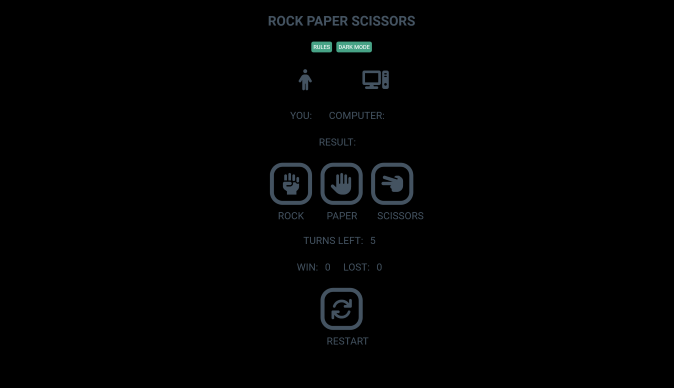 ROCK PAPER SCISSORS
RULES DARK MODE
YOU: COMPUTER:
RESULT:
ROCK PAPER SCISSORS
TURNS LEFT: 5
WIN: 0 LOST: 0
RESTART